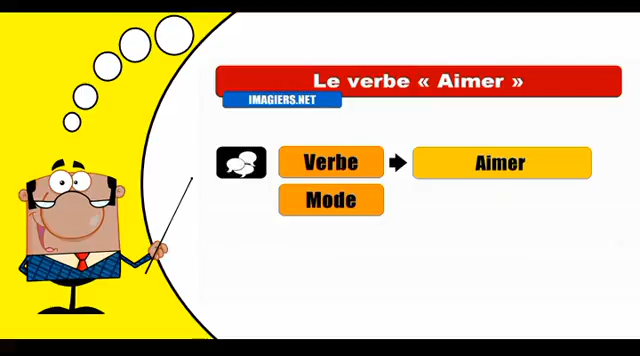 Le verbe « Aimer »
IMAGIERS.NET
Verbe Aimer
Mode